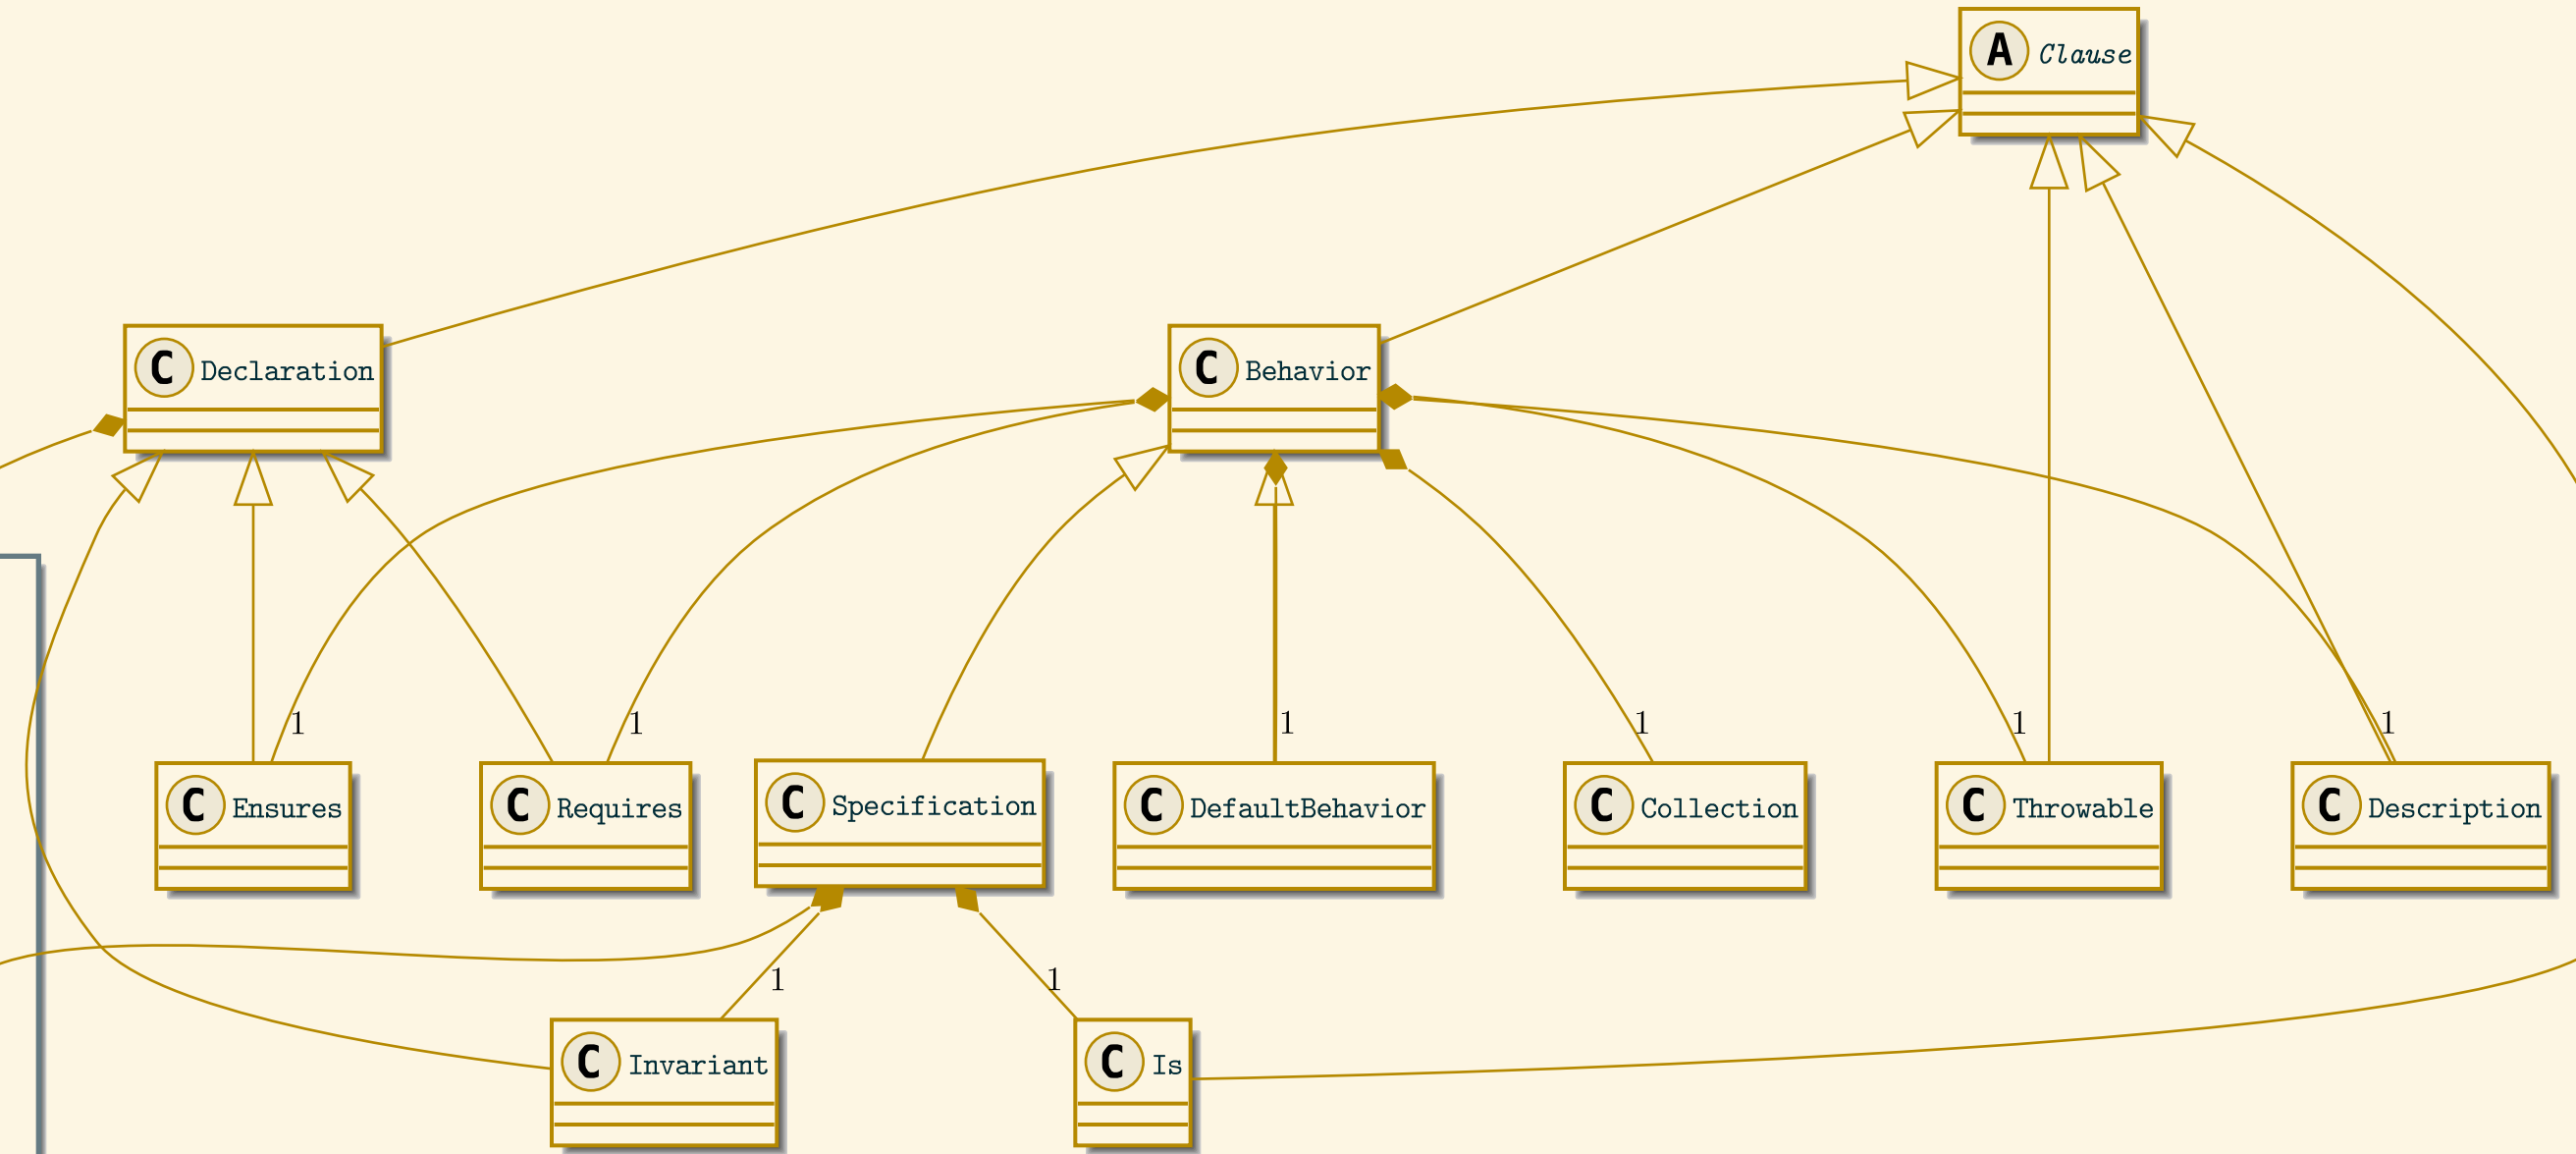 A Clause
C Declaration
C Behavior
1
1
1
1
1
1
C Ensures
C Requires
C Specification
C DefaultBehavior
C Collection
C Throwable
C Description
1
1
C Invariant
C Is